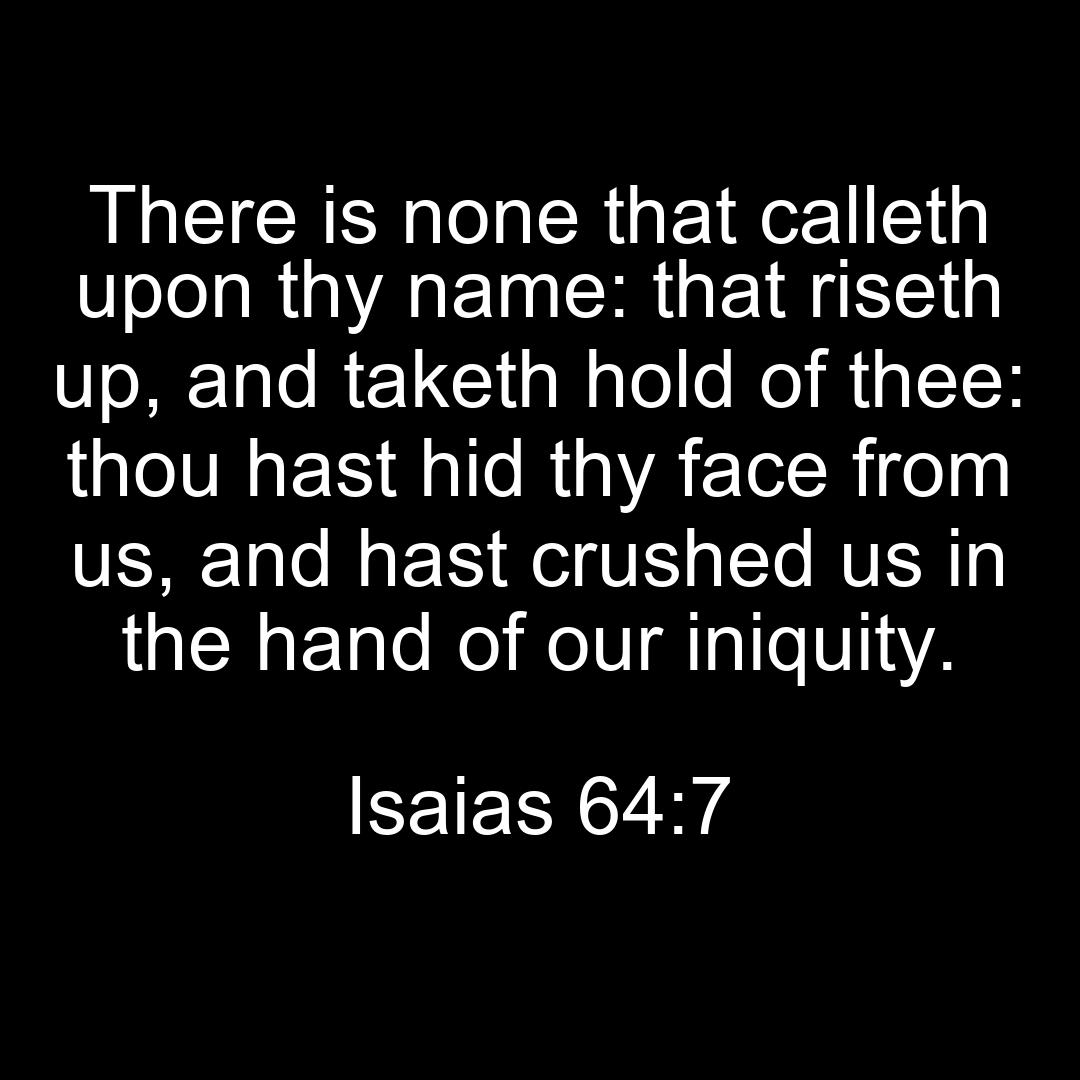 There is none that calleth
upon thy name: that riseth
up, and taketh hold of thee:
thou hast hid thy face from
us, and hast crushed us in
the hand of our iniquity.
Isaias 64:7